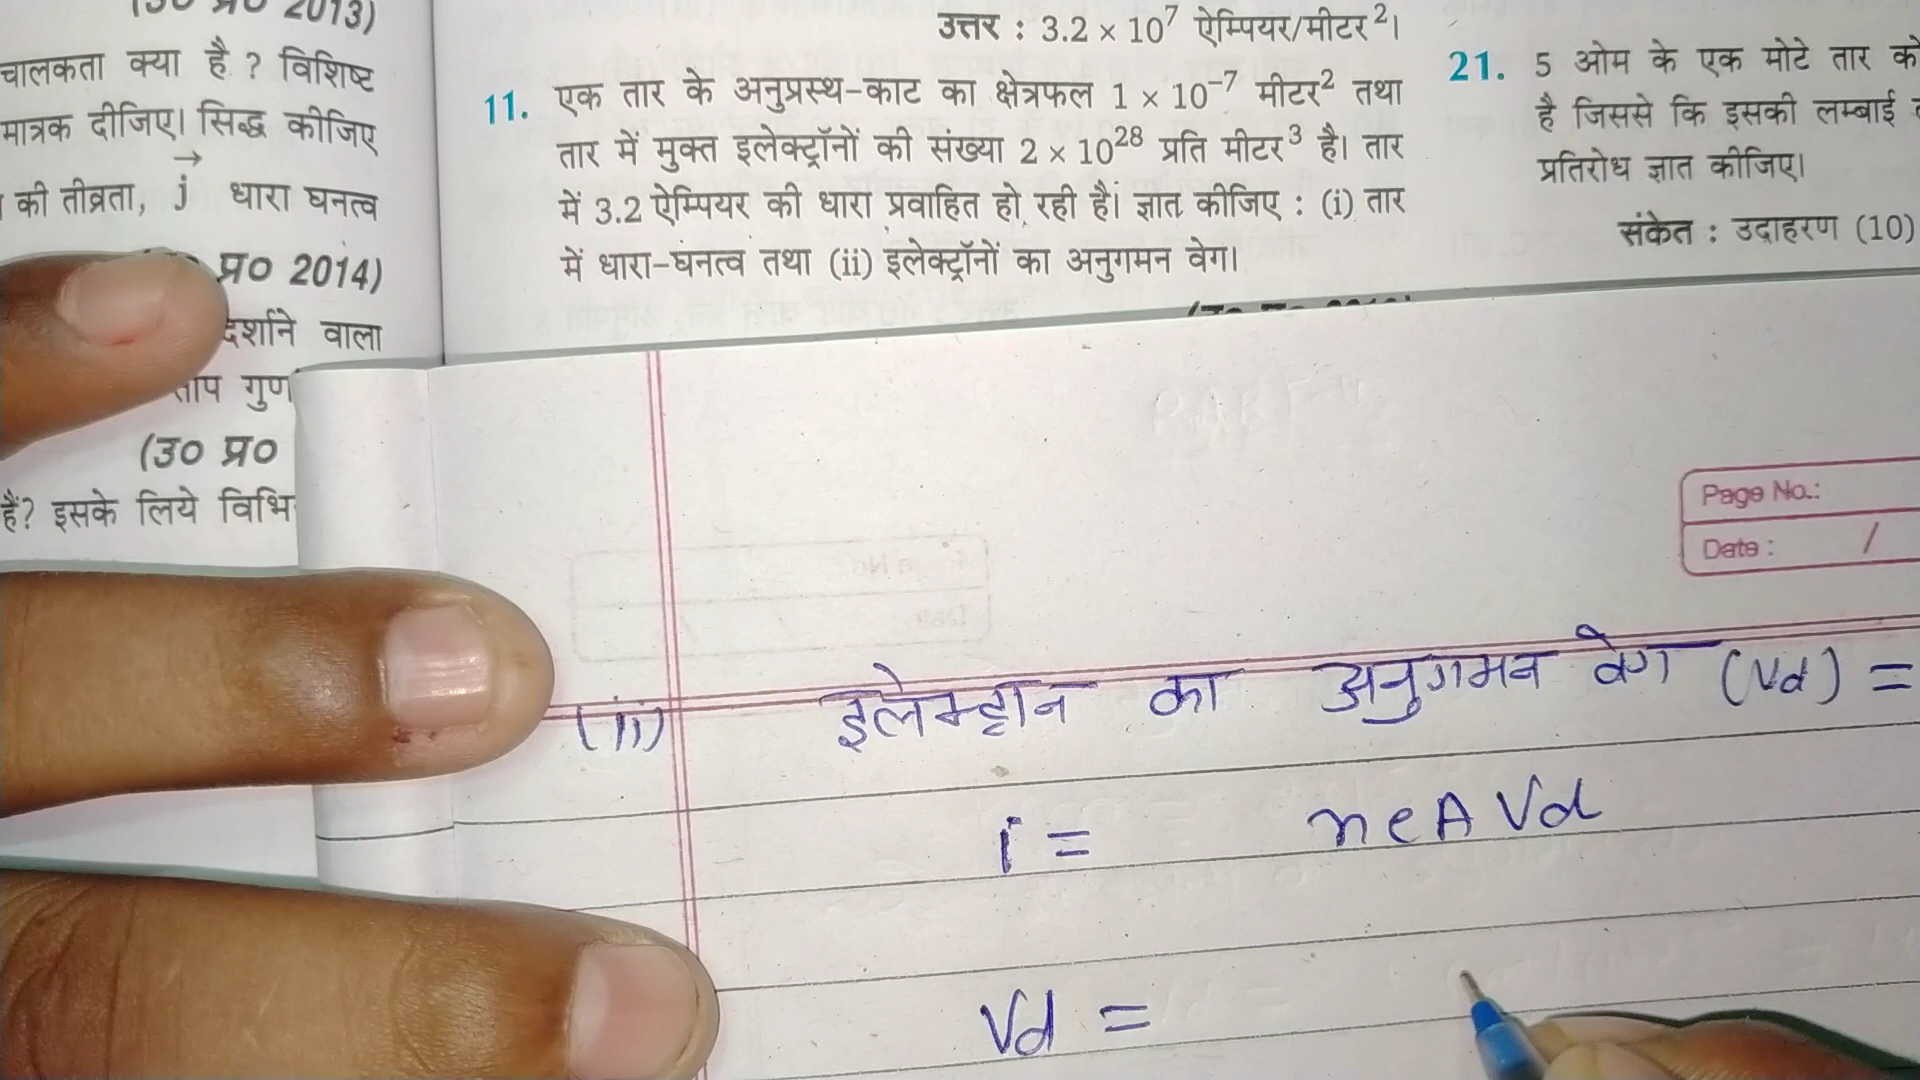 2013)
चालकता क्या है ? विशिष्ट
मात्रक दीजिए। सिद्ध कीजिए
की तीव्रता, j⃗ धारा घनत्व
प्र० 2014)
दर्शाने वाला
ताप गुण
(उ० प्र०
हैं? इसके लिये विभि
उत्तर : 3.2 × 10⁷ ऐम्पियर/मीटर²।
11. एक तार के अनुप्रस्थ-काट का क्षेत्रफल 1 × 10⁻⁷ मीटर² तथा
तार में मुक्त इलेक्ट्रॉनों की संख्या 2 × 10²⁸ प्रति मीटर³ है। तार
में 3.2 ऐम्पियर की धारा प्रवाहित हो रही है। ज्ञात कीजिए : (i) तार
में धारा-घनत्व तथा (ii) इलेक्ट्रॉनों का अनुगमन वेग।
21. 5 ओम के एक मोटे तार को
है जिससे कि इसकी लम्बाई
प्रतिरोध ज्ञात कीजिए।
संकेत : उदाहरण (10)
Page No.:
Date : /
(ii) इलेक्ट्रान का अनुगमन वेग (Vd) =
i = neAVd
Vd =